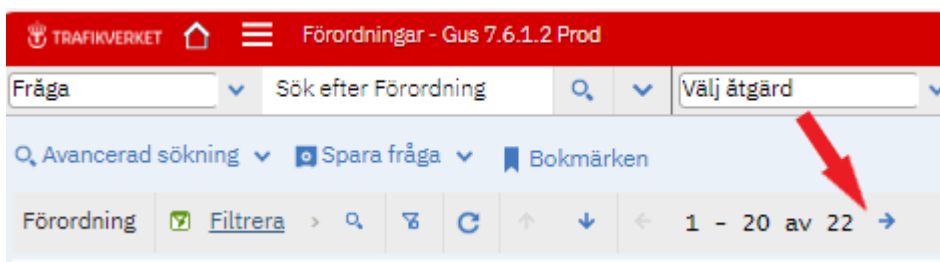 TRAFIKVERKET Förordningar - Gus 7.6.1.2 Prod
Fråga Sök efter Förordning Välj åtgärd
Avancerad sökning Spara fråga Bokmärken
Förordning Filtrera > 1 - 20 av 22